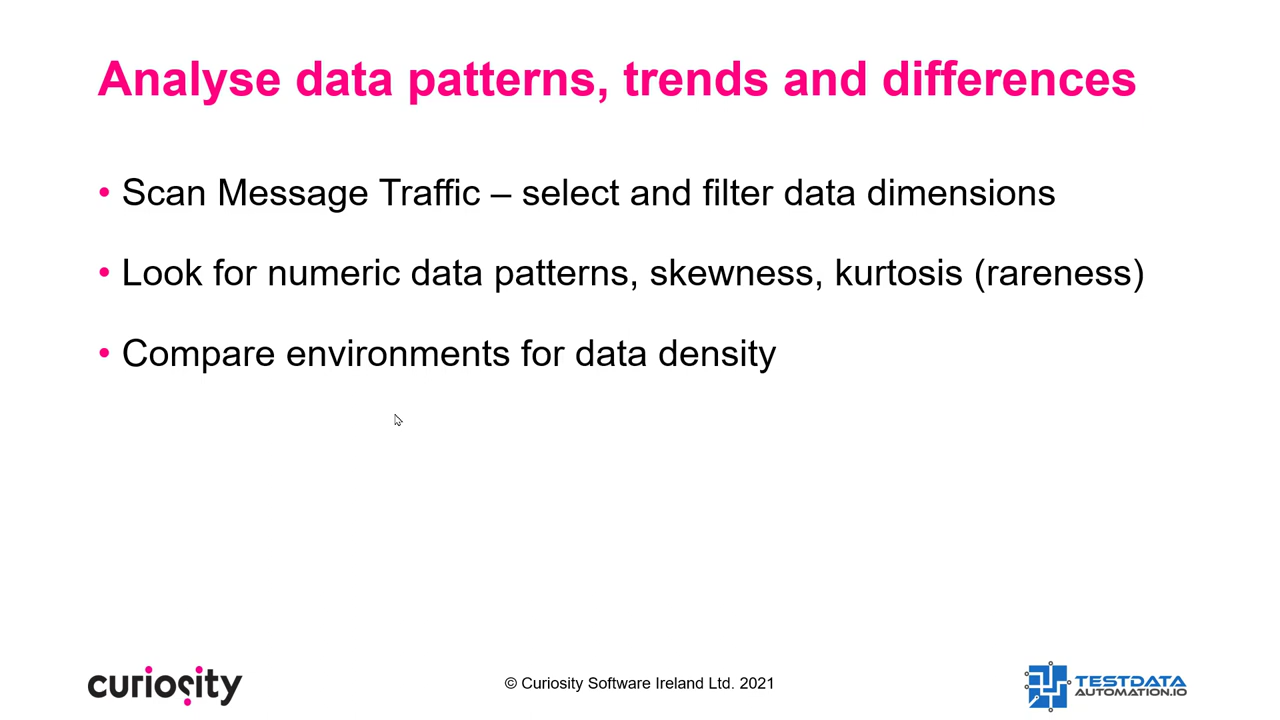 Analyse data patterns, trends and differences
• Scan Message Traffic – select and filter data dimensions
• Look for numeric data patterns, skewness, kurtosis (rareness)
• Compare environments for data density
curiosity
© Curiosity Software Ireland Ltd. 2021
TESTDATA
AUTOMATION.IO